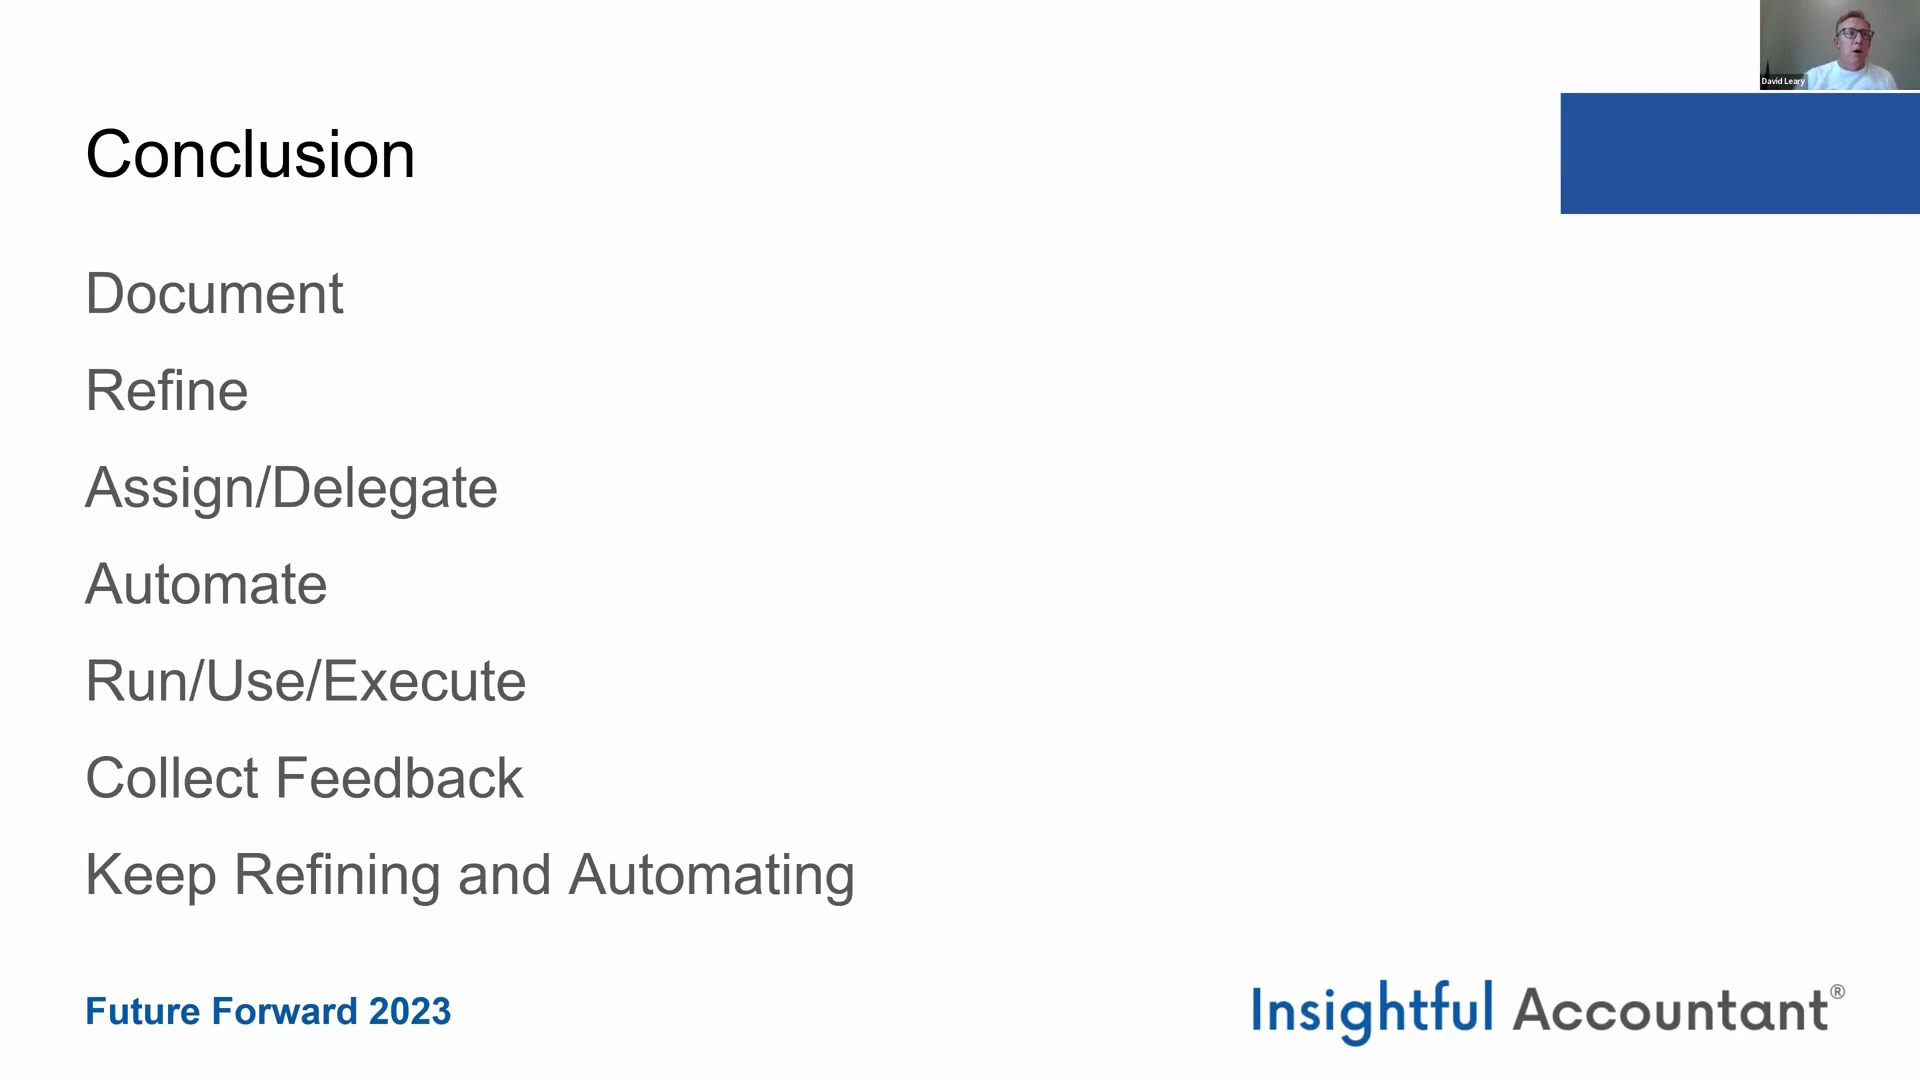 David Leary
Conclusion
Document
Refine
Assign/Delegate
Automate
Run/Use/Execute
Collect Feedback
Keep Refining and Automating
Future Forward 2023
Insightful Accountant®